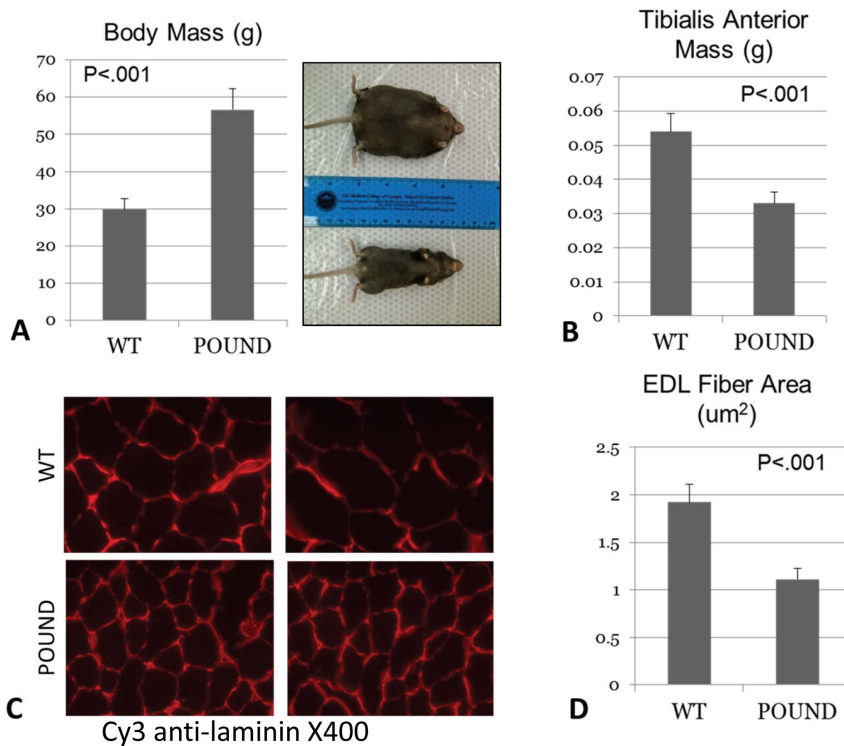 Body Mass (g)
P<.001
70
60
50
40
30
20
10
0
WT
POUND
A
Tibialis Anterior
Mass (g)
P<.001
0.07
0.06
0.05
0.04
0.03
0.02
0.01
0
WT
POUND
B
WT
POUND
C
Cy3 anti-laminin X400
EDL Fiber Area
(um²)
P<.001
2.5
2
1.5
1
0.5
0
WT
POUND
D